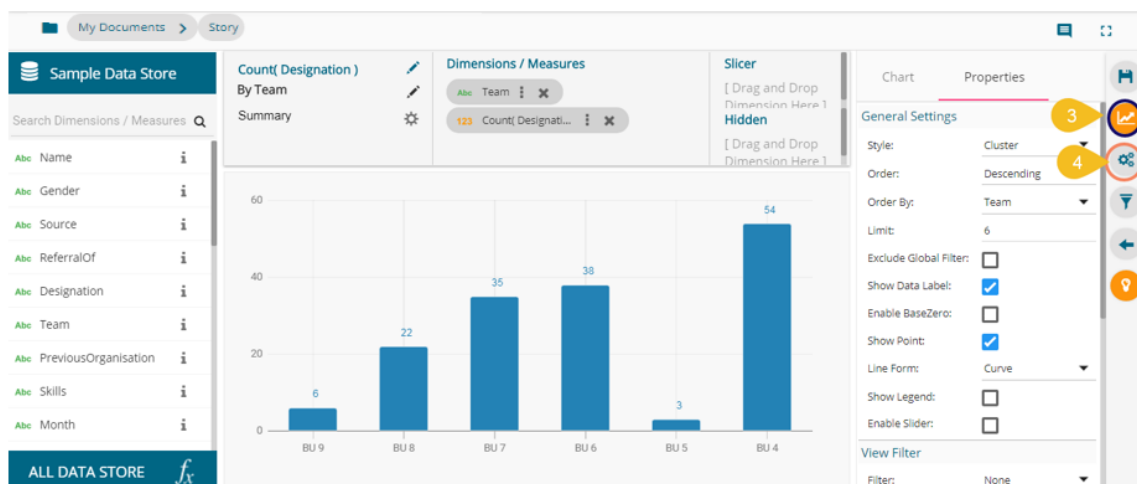 My Documents > Story
Sample Data Store
Search Dimensions / Measures
Abc Name i
Abc Gender i
Abc Source i
Abc ReferralOf i
Abc Designation i
Abc Team i
Abc PreviousOrganisation i
Abc Skills i
Abc Month i
ALL DATA STORE fx
Count( Designation )
By Team
Summary
Dimensions / Measures
Abc Team
123 Count( Designati...
Slicer
[ Drag and Drop
Dimension Here ]
Hidden
[ Drag and Drop
Dimension Here ]
60
40
20
0
6
22
35
38
3
54
BU 9 BU 8 BU 7 BU 6 BU 5 BU 4
Chart Properties
General Settings
Style: Cluster
Order: Descending
Order By: Team
Limit: 6
Exclude Global Filter:
Show Data Label:
Enable BaseZero:
Show Point:
Line Form: Curve
Show Legend:
Enable Slider:
View Filter
Filter: None
3
4